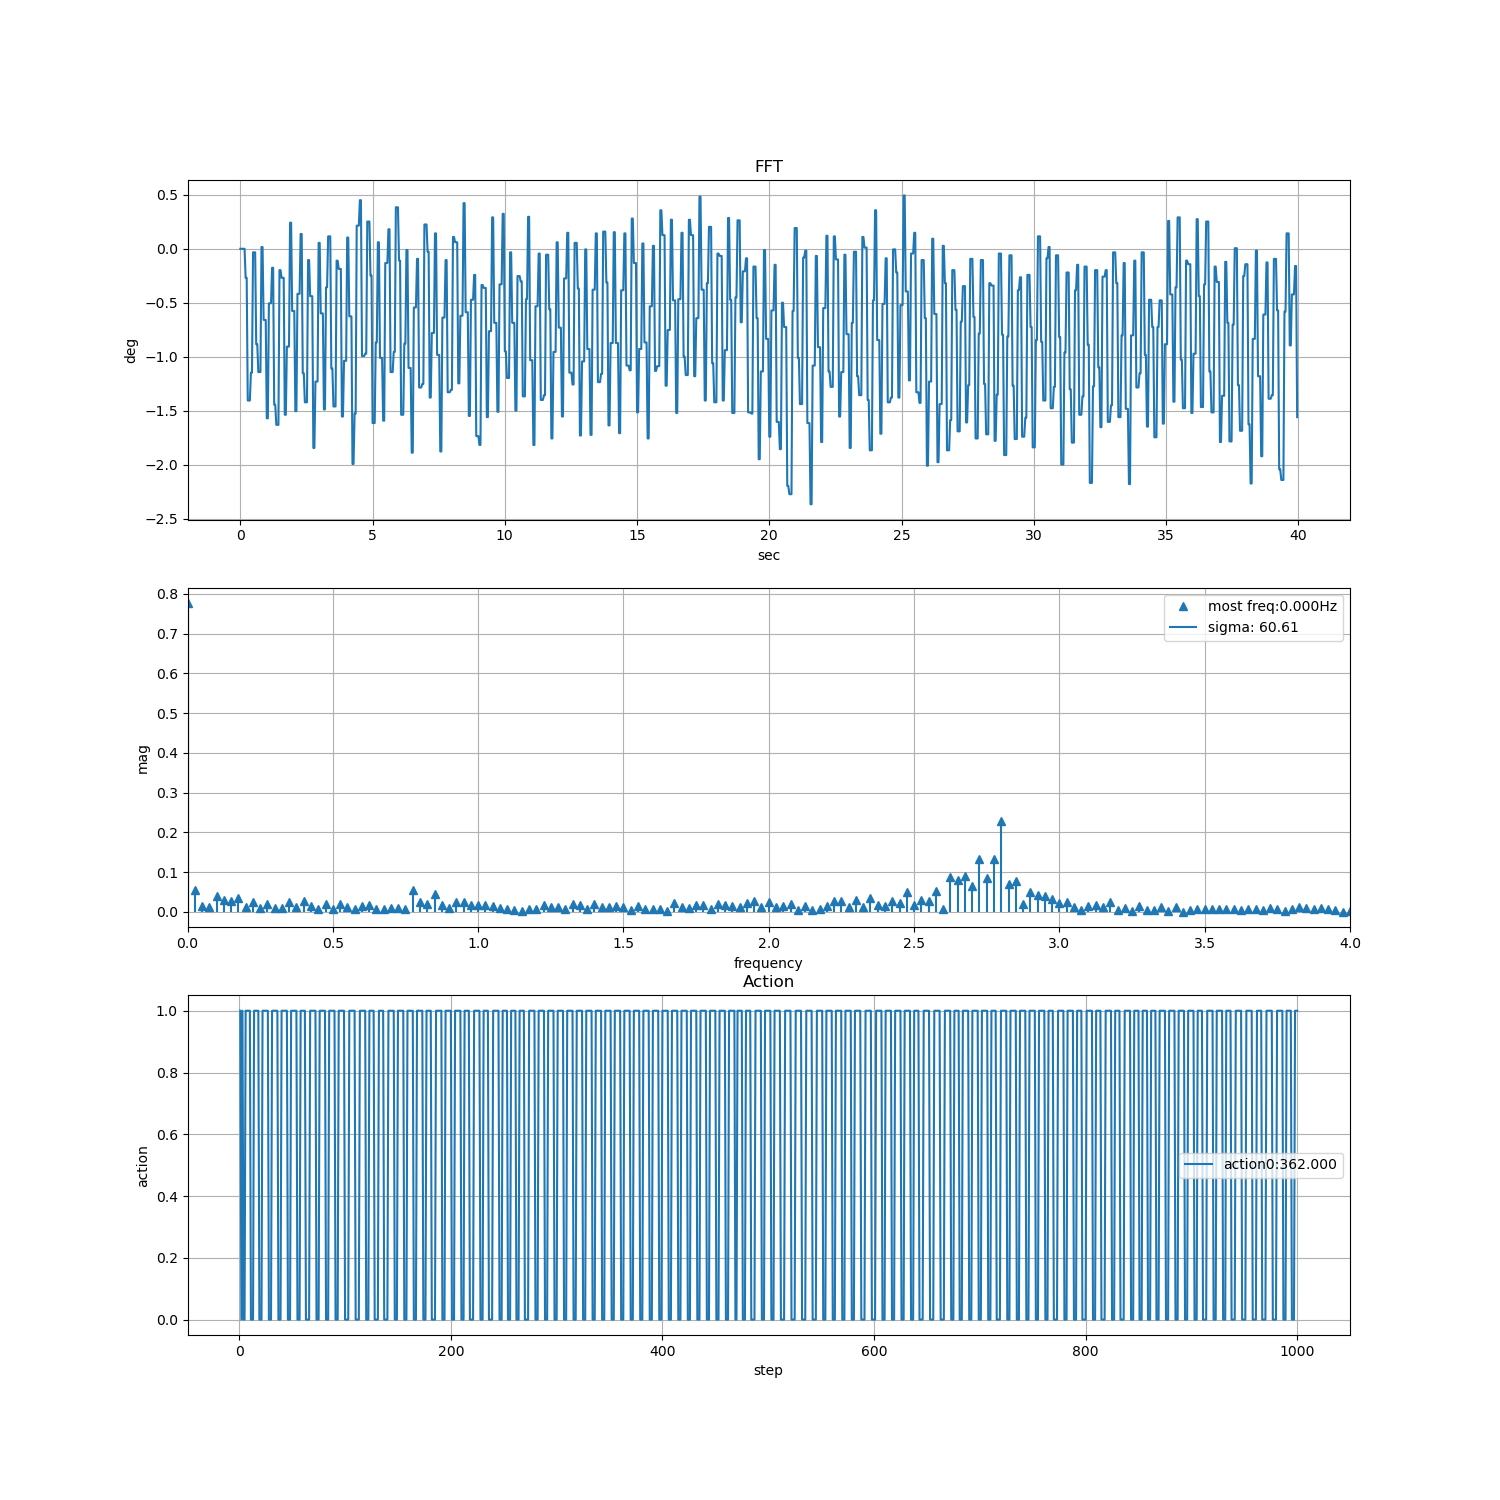 FFT
0.5
0.0
−0.5
−1.0
−1.5
−2.0
−2.5
deg
0 5 10 15 20 25 30 35 40
sec
0.8
0.7
0.6
0.5
0.4
0.3
0.2
0.1
0.0
mag
most freq:0.000Hz
sigma: 60.61
0.0 0.5 1.0 1.5 2.0 2.5 3.0 3.5 4.0
frequency
Action
1.0
0.8
0.6
0.4
0.2
0.0
action
action0:362.000
0 200 400 600 800 1000
step